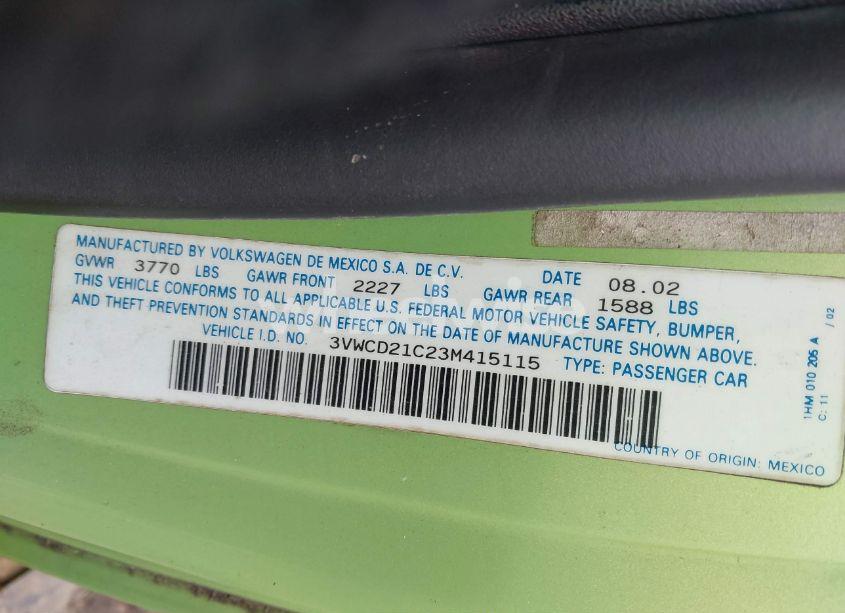 MANUFACTURED BY VOLKSWAGEN DE MEXICO S.A. DE C.V. DATE 08.02
GVWR 3770 LBS GAWR FRONT 2227 LBS GAWR REAR 1588 LBS
THIS VEHICLE CONFORMS TO ALL APPLICABLE U.S. FEDERAL MOTOR VEHICLE SAFETY, BUMPER,
AND THEFT PREVENTION STANDARDS IN EFFECT ON THE DATE OF MANUFACTURE SHOWN ABOVE.
VEHICLE I.D. NO. 3VWCD21C23M415115 TYPE: PASSENGER CAR
COUNTRY OF ORIGIN: MEXICO
1HM 010 205 A / 02
C: 11